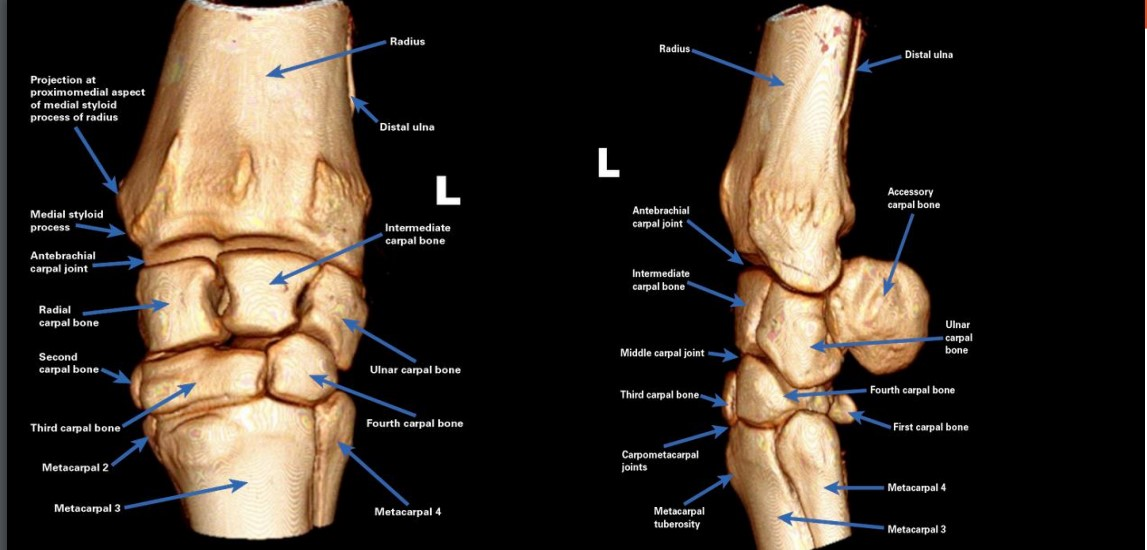 Radius
Projection at
proximomedial aspect
of medial styloid
process of radius
Distal ulna
L
Medial styloid
process
Intermediate
carpal bone
Antebrachial
carpal joint
Radial
carpal bone
Second
carpal bone
Ulnar carpal bone
Third carpal bone
Fourth carpal bone
Metacarpal 2
Metacarpal 3
Metacarpal 4
Radius
Distal ulna
L
Accessory
carpal bone
Antebrachial
carpal joint
Intermediate
carpal bone
Ulnar
carpal
bone
Middle carpal joint
Third carpal bone
Fourth carpal bone
First carpal bone
Carpometacarpal
joints
Metacarpal 4
Metacarpal
tuberosity
Metacarpal 3